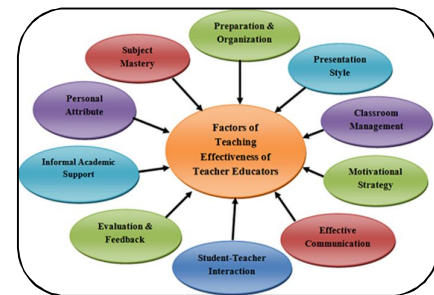 Preparation &
Organization
Subject
Mastery
Presentation
Style
Personal
Attribute
Classroom
Management
Factors of
Teaching
Effectiveness of
Teacher Educators
Informal Academic
Support
Motivational
Strategy
Evaluation &
Feedback
Effective
Communication
Student-Teacher
Interaction